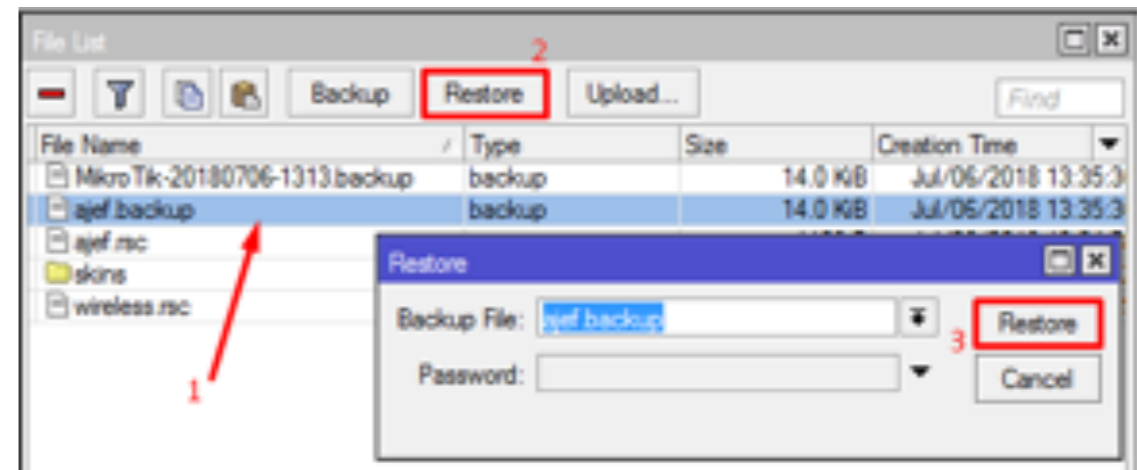 File List
2
Backup Restore Upload... Find
File Name Type Size Creation Time
MikroTik-20180706-1313.backup backup 14.0 KiB Jul/06/2018 13:35:3
ajef.backup backup 14.0 KiB Jul/06/2018 13:35:3
ajef.rsc
skins
wireless.rsc
Restore
Backup File: ajef.backup Restore
3
Password: Cancel
1